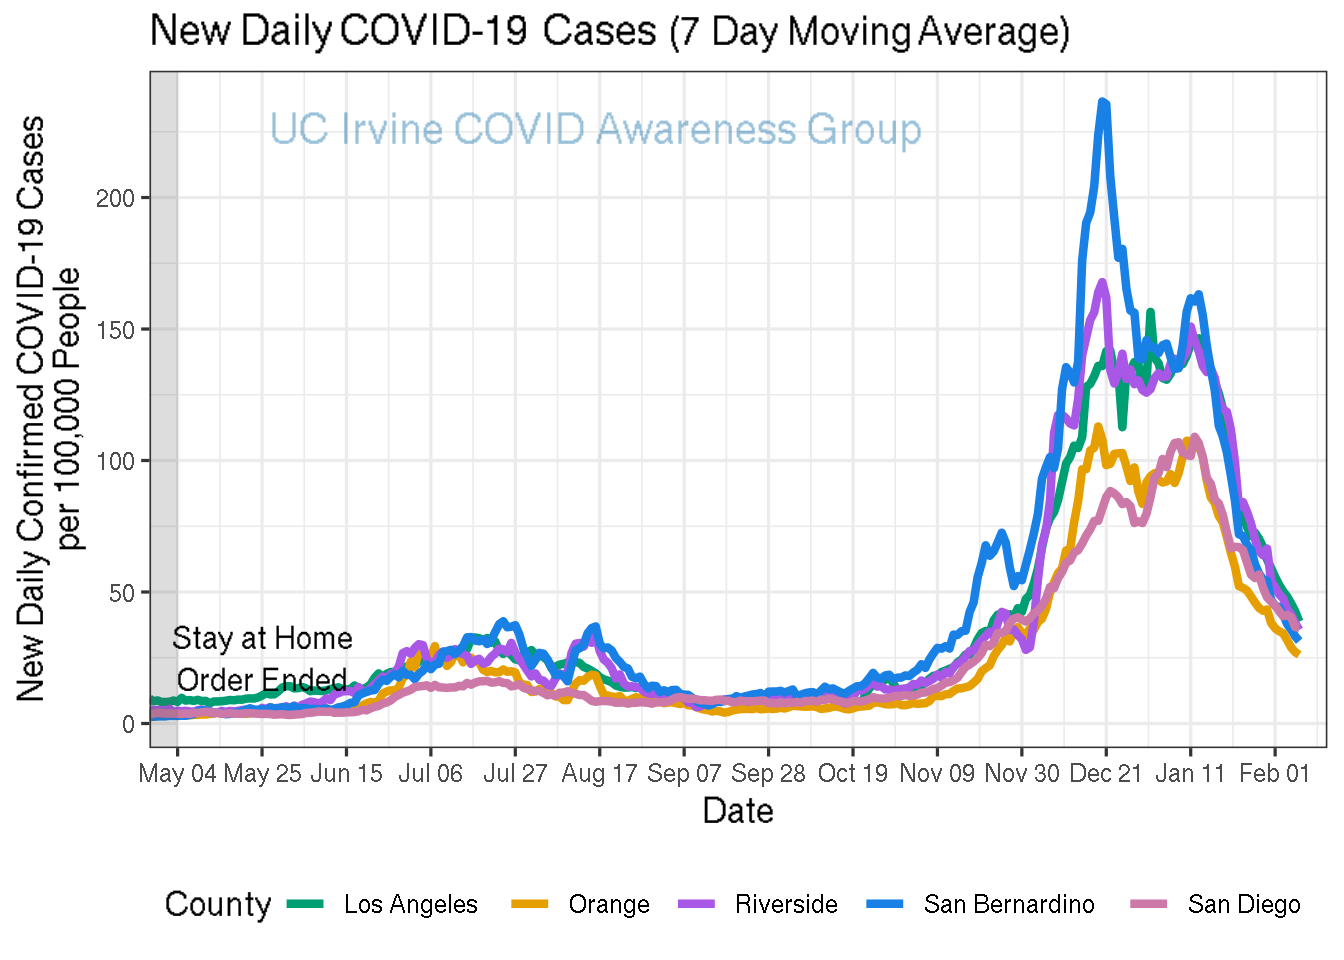 New Daily COVID-19 Cases (7 Day Moving Average)
UC Irvine COVID Awareness Group
New Daily Confirmed COVID-19 Cases
per 100,000 People
200
150
100
50
0
Stay at Home
Order Ended
May 04 May 25 Jun 15 Jul 06 Jul 27 Aug 17 Sep 07 Sep 28 Oct 19 Nov 09 Nov 30 Dec 21 Jan 11 Feb 01
Date
County Los Angeles Orange Riverside San Bernardino San Diego